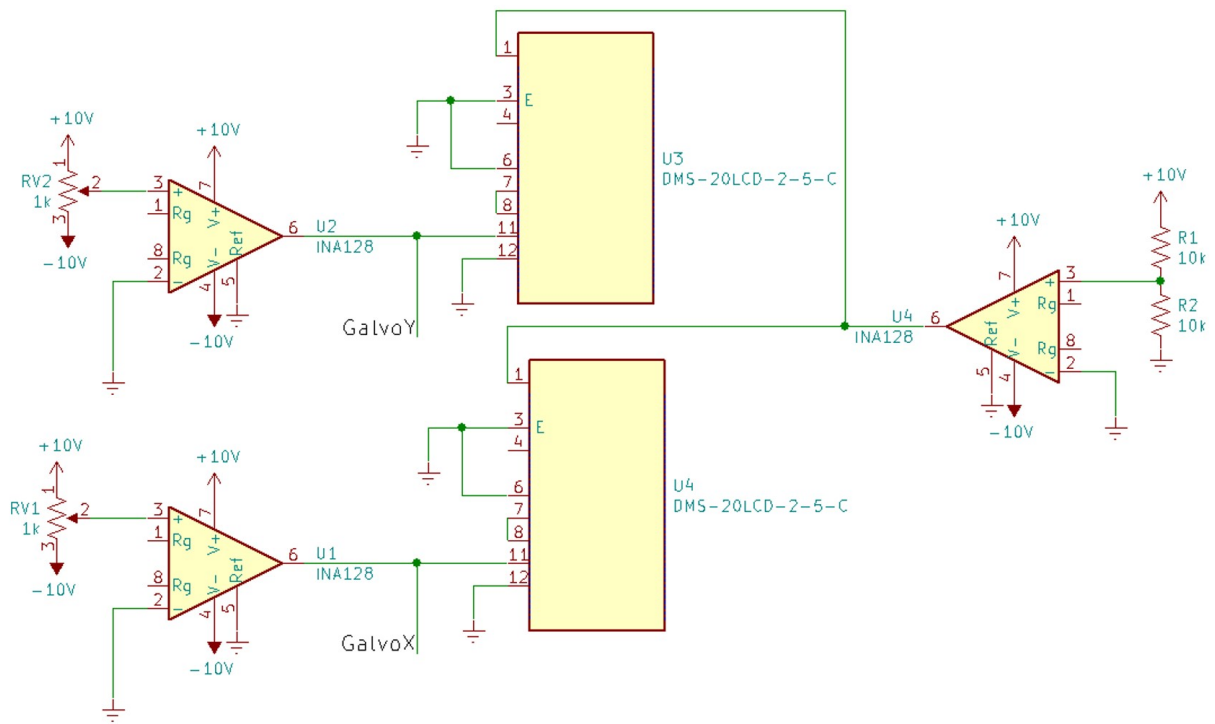 +10V
1
RV2
1k
2
3
-10V
+10V
3
+
7
V+
1
Rg
8
Rg
2
-
V-
Ref
4
5
-10V
6
U2
INA128
GalvoY
1
3
E
4
6
7
8
11
12
U3
DMS-20LCD-2-5-C
+10V
1
RV1
1k
2
3
-10V
+10V
3
+
7
V+
1
Rg
8
Rg
2
-
V-
Ref
4
5
-10V
6
U1
INA128
GalvoX
1
3
E
4
6
7
8
11
12
U4
DMS-20LCD-2-5-C
U4
INA128
6
+10V
7
V+
+
3
Rg
1
Rg
8
-
2
Ref
V-
5
4
-10V
+10V
R1
10k
R2
10k